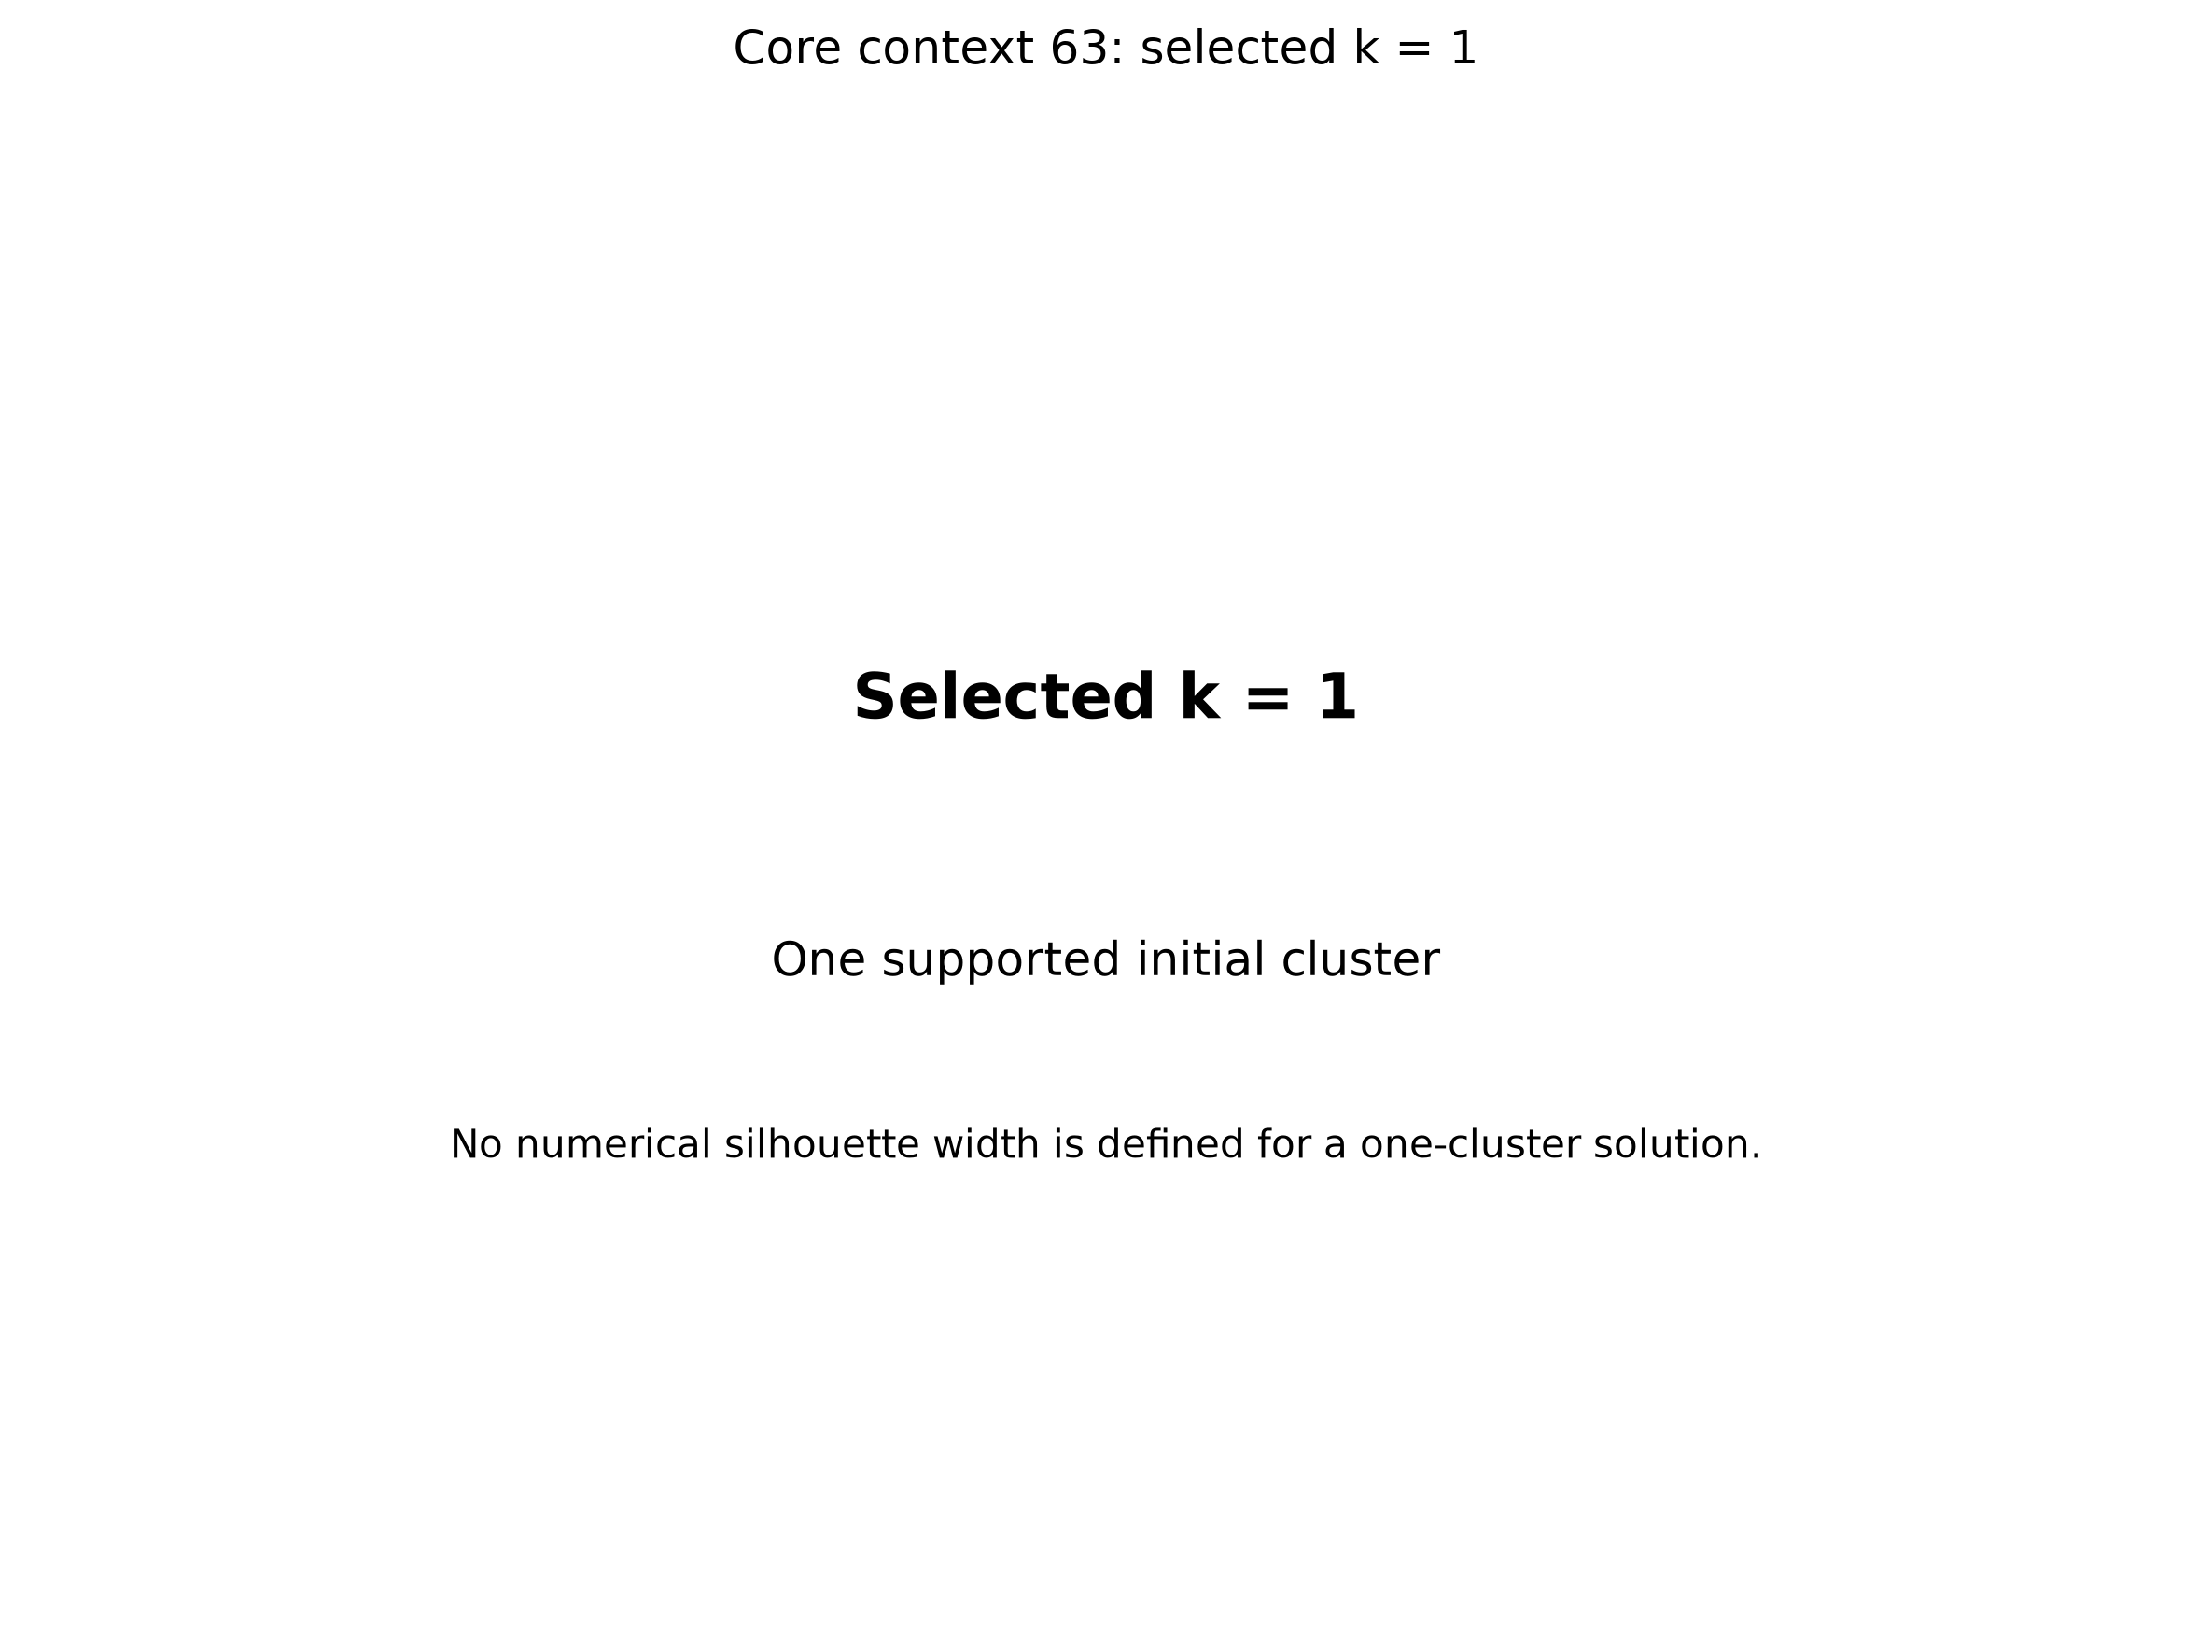 Core context 63: selected k = 1
Selected k = 1
One supported initial cluster
No numerical silhouette width is defined for a one-cluster solution.